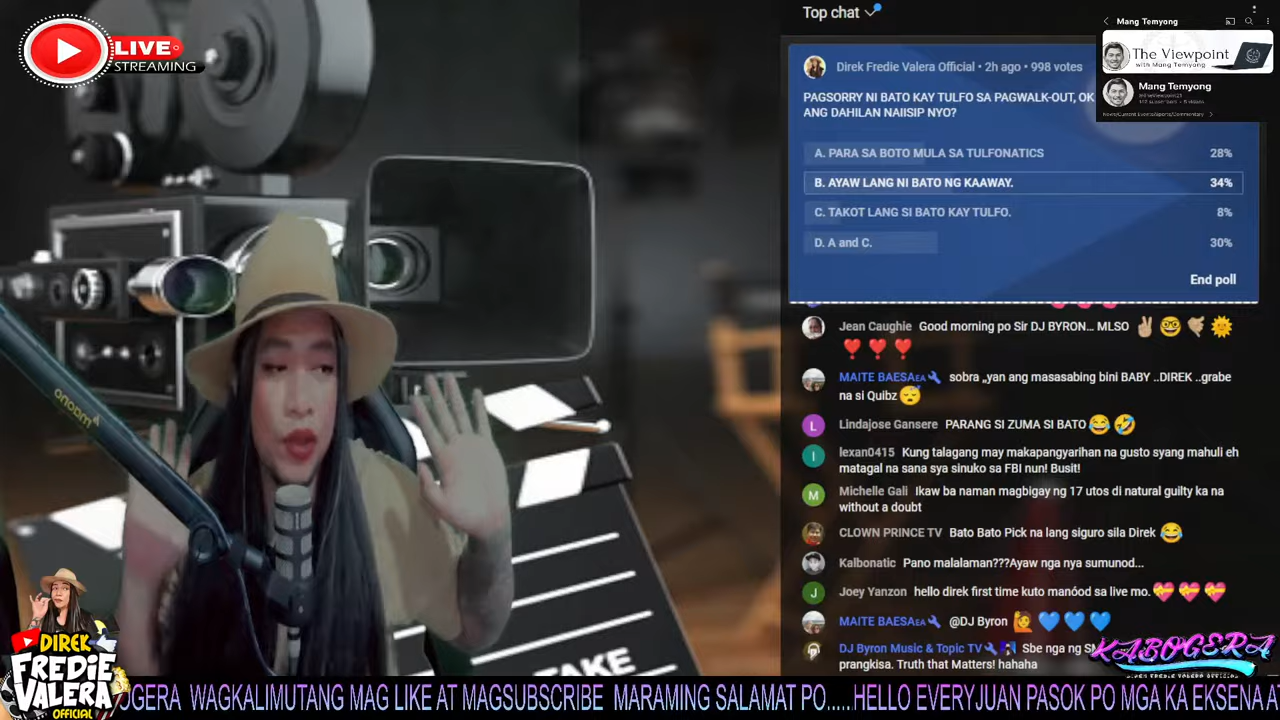 LIVE
STREAMING
Top chat
Mang Temyong
The Viewpoint
with Mang Temyong
Mang Temyong
Direk Fredie Valera Official • 2h ago • 998 votes
PAGSORRY NI BATO KAY TULFO SA PAGWALK-OUT, OK
ANG DAHILAN NAIISIP NYO?
A. PARA SA BOTO MULA SA TULFONATICS 28%
B. AYAW LANG NI BATO NG KAAWAY. 34%
C. TAKOT LANG SI BATO KAY TULFO. 8%
D. A and C. 30%
End poll
Jean Caughie Good morning po Sir DJ BYRON... MLSO
MAITE BAESA sobra ,,yan ang masasabing bini BABY ..DIREK ..grabe
na si Quibz
Lindajose Gansere PARANG SI ZUMA SI BATO
lexan0415 Kung talagang may makapangyarihan na gusto syang mahuli eh
matagal na sana sya sinuko sa FBI nun! Busit!
Michelle Gali Ikaw ba naman magbigay ng 17 utos di natural guilty ka na
without a doubt
CLOWN PRINCE TV Bato Bato Pick na lang siguro sila Direk
Kalbonatic Pano malalaman???Ayaw nga nya sumunod...
Joey Yanzon hello direk first time kuto manóod sa live mo.
MAITE BAESA @DJ Byron
DJ Byron Music & Topic TV Sbe nga ng
prangkisa. Truth that Matters! hahaha
KABOGERA
maono
TAKE
DIREK
FREDIE
VALERA
OFFICIAL
OGERA WAGKALIMUTANG MAG LIKE AT MAGSUBSCRIBE MARAMING SALAMAT PO.....HELLO EVERYJUAN PASOK PO MGA KA EKSENA A